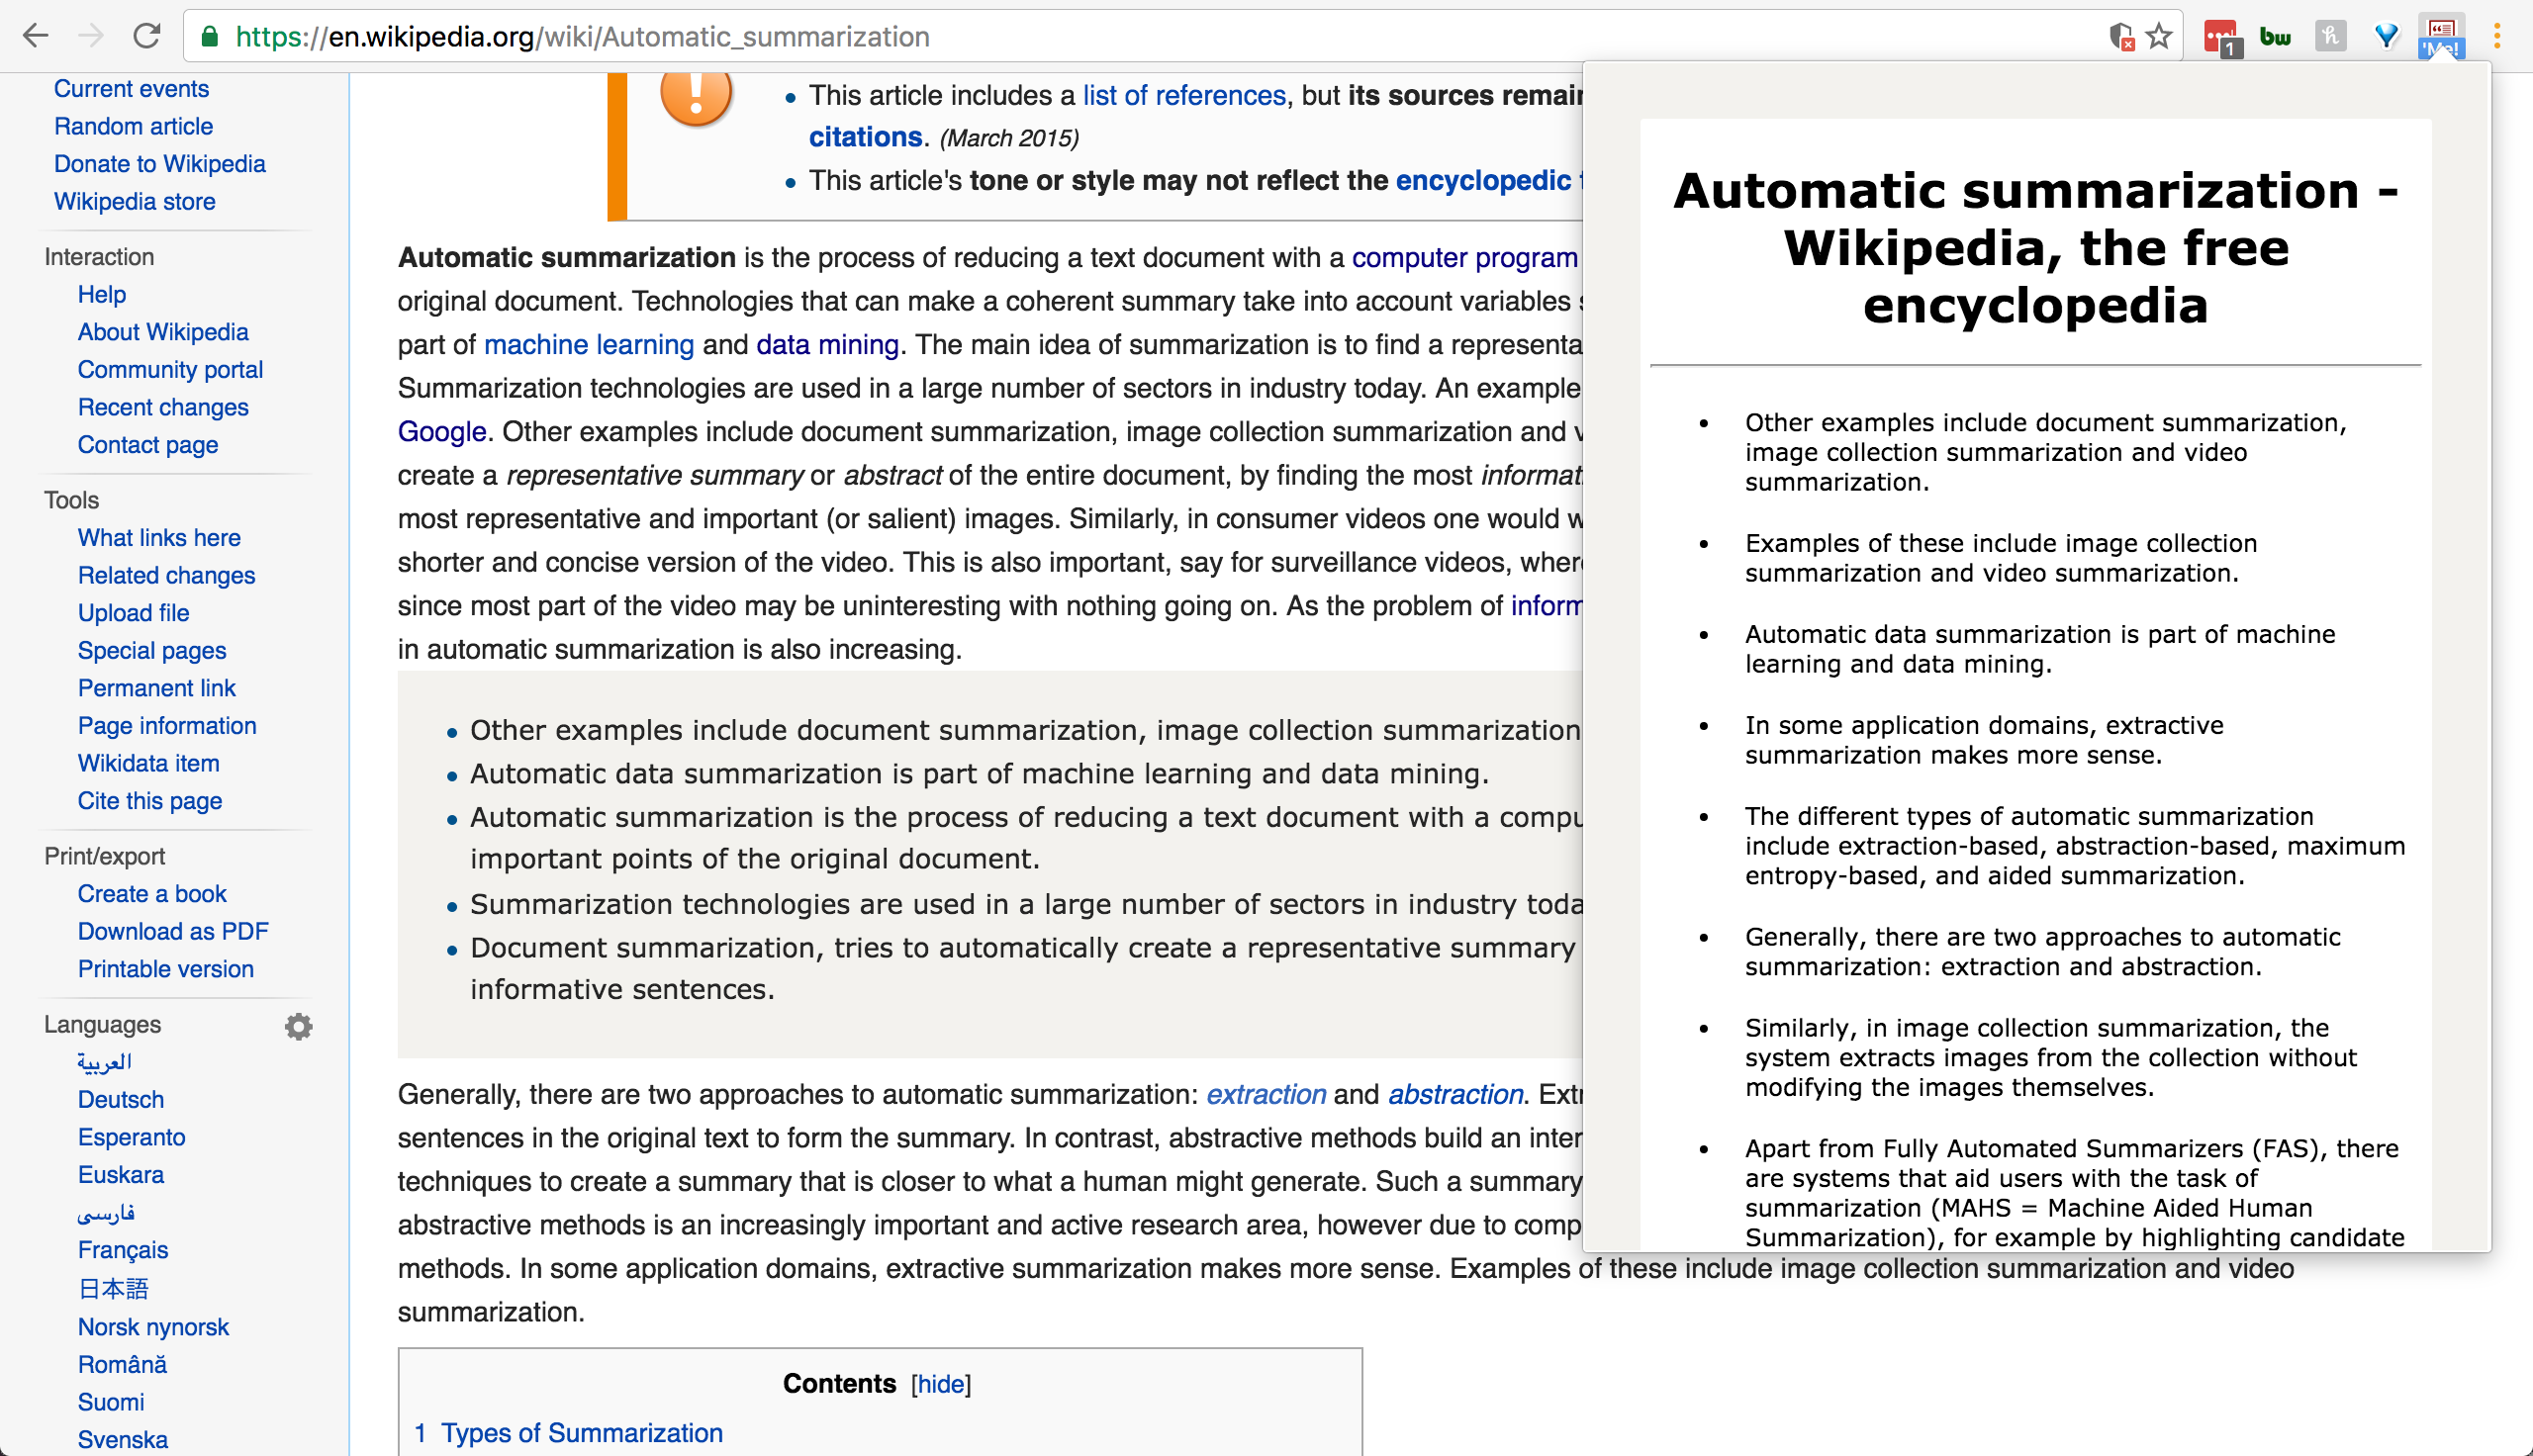 https://en.wikipedia.org/wiki/Automatic_summarization
1
bw
h
'Me!
Current events
Random article
Donate to Wikipedia
Wikipedia store
Interaction
Help
About Wikipedia
Community portal
Recent changes
Contact page
Tools
What links here
Related changes
Upload file
Special pages
Permanent link
Page information
Wikidata item
Cite this page
Print/export
Create a book
Download as PDF
Printable version
Languages
العربية
Deutsch
Esperanto
Euskara
فارسی
Français
日本語
Norsk nynorsk
Română
Suomi
Svenska
• This article includes a list of references, but its sources remain
citations. (March 2015)
• This article's tone or style may not reflect the encyclopedic
Automatic summarization is the process of reducing a text document with a computer program
original document. Technologies that can make a coherent summary take into account variables
part of machine learning and data mining. The main idea of summarization is to find a representa
Summarization technologies are used in a large number of sectors in industry today. An example
Google. Other examples include document summarization, image collection summarization and
create a representative summary or abstract of the entire document, by finding the most informat
most representative and important (or salient) images. Similarly, in consumer videos one would w
shorter and concise version of the video. This is also important, say for surveillance videos, wher
since most part of the video may be uninteresting with nothing going on. As the problem of inform
in automatic summarization is also increasing.
• Other examples include document summarization, image collection summarization
• Automatic data summarization is part of machine learning and data mining.
• Automatic summarization is the process of reducing a text document with a compu
important points of the original document.
• Summarization technologies are used in a large number of sectors in industry toda
• Document summarization, tries to automatically create a representative summary
informative sentences.
Generally, there are two approaches to automatic summarization: extraction and abstraction. Extr
sentences in the original text to form the summary. In contrast, abstractive methods build an inter
techniques to create a summary that is closer to what a human might generate. Such a summary
abstractive methods is an increasingly important and active research area, however due to comp
methods. In some application domains, extractive summarization makes more sense. Examples of these include image collection summarization and video
summarization.
Contents [hide]
1 Types of Summarization
Automatic summarization -
Wikipedia, the free
encyclopedia
• Other examples include document summarization,
image collection summarization and video
summarization.
• Examples of these include image collection
summarization and video summarization.
• Automatic data summarization is part of machine
learning and data mining.
• In some application domains, extractive
summarization makes more sense.
• The different types of automatic summarization
include extraction-based, abstraction-based, maximum
entropy-based, and aided summarization.
• Generally, there are two approaches to automatic
summarization: extraction and abstraction.
• Similarly, in image collection summarization, the
system extracts images from the collection without
modifying the images themselves.
• Apart from Fully Automated Summarizers (FAS), there
are systems that aid users with the task of
summarization (MAHS = Machine Aided Human
Summarization), for example by highlighting candidate